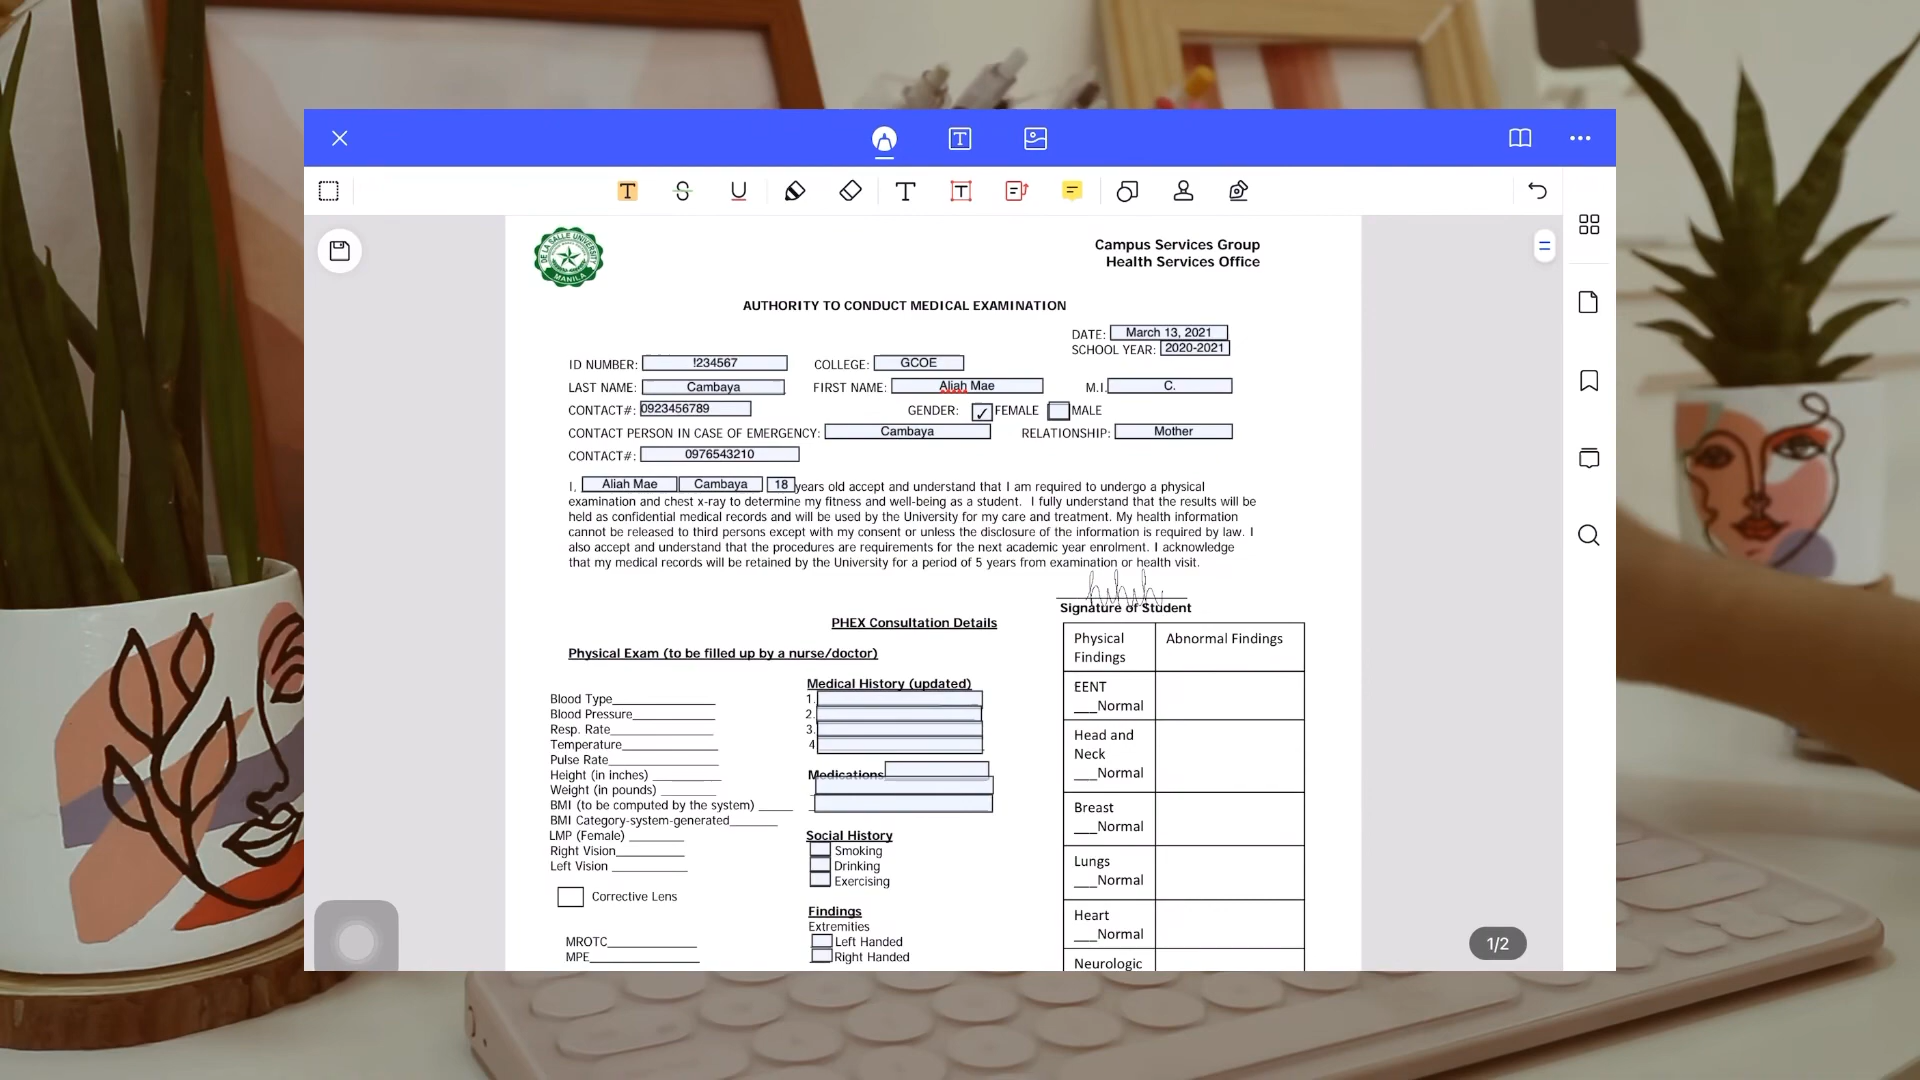 DE LA SALLE UNIVERSITY
MANILA
Campus Services Group
Health Services Office
AUTHORITY TO CONDUCT MEDICAL EXAMINATION
DATE: March 13, 2021
SCHOOL YEAR: 2020-2021
ID NUMBER: !234567 COLLEGE: GCOE
LAST NAME: Cambaya FIRST NAME: Aliah Mae M.I. C.
CONTACT#: 0923456789 GENDER: ✓ FEMALE MALE
CONTACT PERSON IN CASE OF EMERGENCY: Cambaya RELATIONSHIP: Mother
CONTACT#: 0976543210
I, Aliah Mae Cambaya 18 years old accept and understand that I am required to undergo a physical
examination and chest x-ray to determine my fitness and well-being as a student. I fully understand that the results will be
held as confidential medical records and will be used by the University for my care and treatment. My health information
cannot be released to third persons except with my consent or unless the disclosure of the information is required by law. I
also accept and understand that the procedures are requirements for the next academic year enrolment. I acknowledge
that my medical records will be retained by the University for a period of 5 years from examination or health visit.
Signature of Student
PHEX Consultation Details
Physical Exam (to be filled up by a nurse/doctor)
Blood Type
Blood Pressure
Resp. Rate
Temperature
Pulse Rate
Height (in inches)
Weight (in pounds)
BMI (to be computed by the system)
BMI Category-system-generated
LMP (Female)
Right Vision
Left Vision
Corrective Lens
MROTC
MPE
Medical History (updated)
1.
2.
3.
4
Medications
Social History
Smoking
Drinking
Exercising
Findings
Extremities
Left Handed
Right Handed
Physical Findings Abnormal Findings
EENT
___Normal
Head and
Neck
___Normal
Breast
___Normal
Lungs
___Normal
Heart
___Normal
Neurologic
1/2